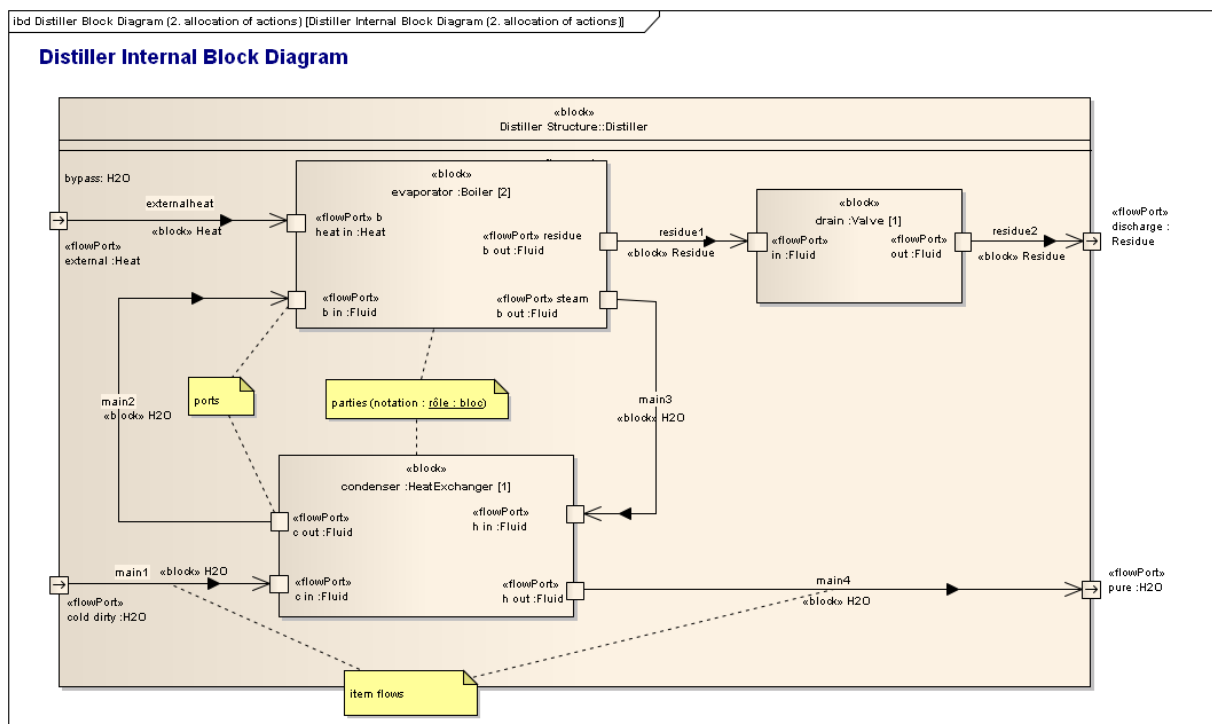 ibd Distiller Block Diagram (2. allocation of actions) [Distiller Internal Block Diagram (2. allocation of actions)]
Distiller Internal Block Diagram
«block»
Distiller Structure::Distiller
bypass: H2O
externalheat
«block» Heat
«flowPort»
external :Heat
«block»
evaporator :Boiler [2]
«flowPort» b
heat in :Heat
«flowPort» residue
b out :Fluid
«flowPort»
b in :Fluid
«flowPort» steam
b out :Fluid
residue1
«block» Residue
«block»
drain :Valve [1]
«flowPort»
in :Fluid
«flowPort»
out :Fluid
residue2
«block» Residue
«flowPort»
discharge :
Residue
main2
«block» H2O
ports
parties (notation : rôle : bloc)
main3
«block» H2O
«block»
condenser :HeatExchanger [1]
«flowPort»
c out :Fluid
«flowPort»
h in :Fluid
«flowPort»
c in :Fluid
«flowPort»
h out :Fluid
main1
«block» H2O
«flowPort»
cold dirty :H2O
main4
«block» H2O
«flowPort»
pure :H2O
item flows